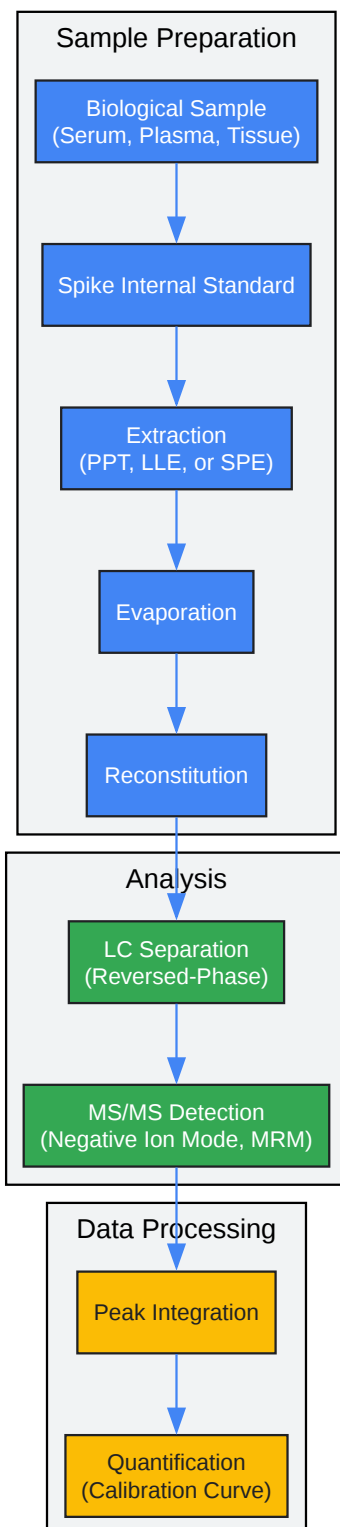 Sample Preparation
Biological Sample
(Serum, Plasma, Tissue)
Spike Internal Standard
Extraction
(PPT, LLE, or SPE)
Evaporation
Reconstitution
Analysis
LC Separation
(Reversed-Phase)
MS/MS Detection
(Negative Ion Mode, MRM)
Data Processing
Peak Integration
Quantification
(Calibration Curve)